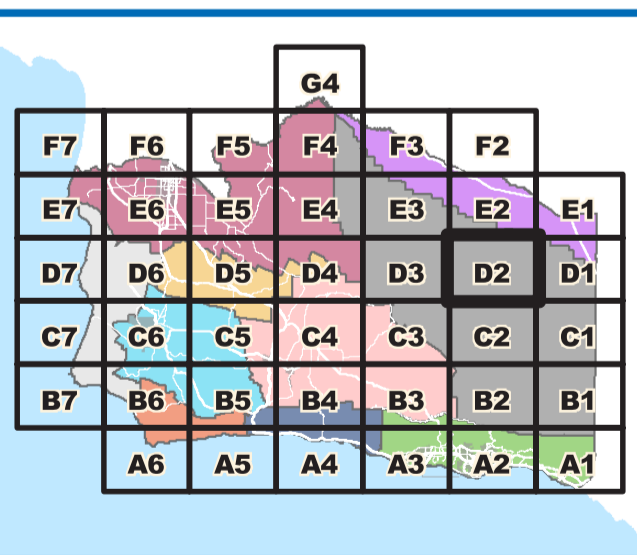 G4
F7 F6 F5 F4 F3 F2
E7 E6 E5 E4 E3 E2 E1
D7 D6 D5 D4 D3 D2 D1
C7 C6 C5 C4 C3 C2 C1
B7 B6 B5 B4 B3 B2 B1
A6 A5 A4 A3 A2 A1